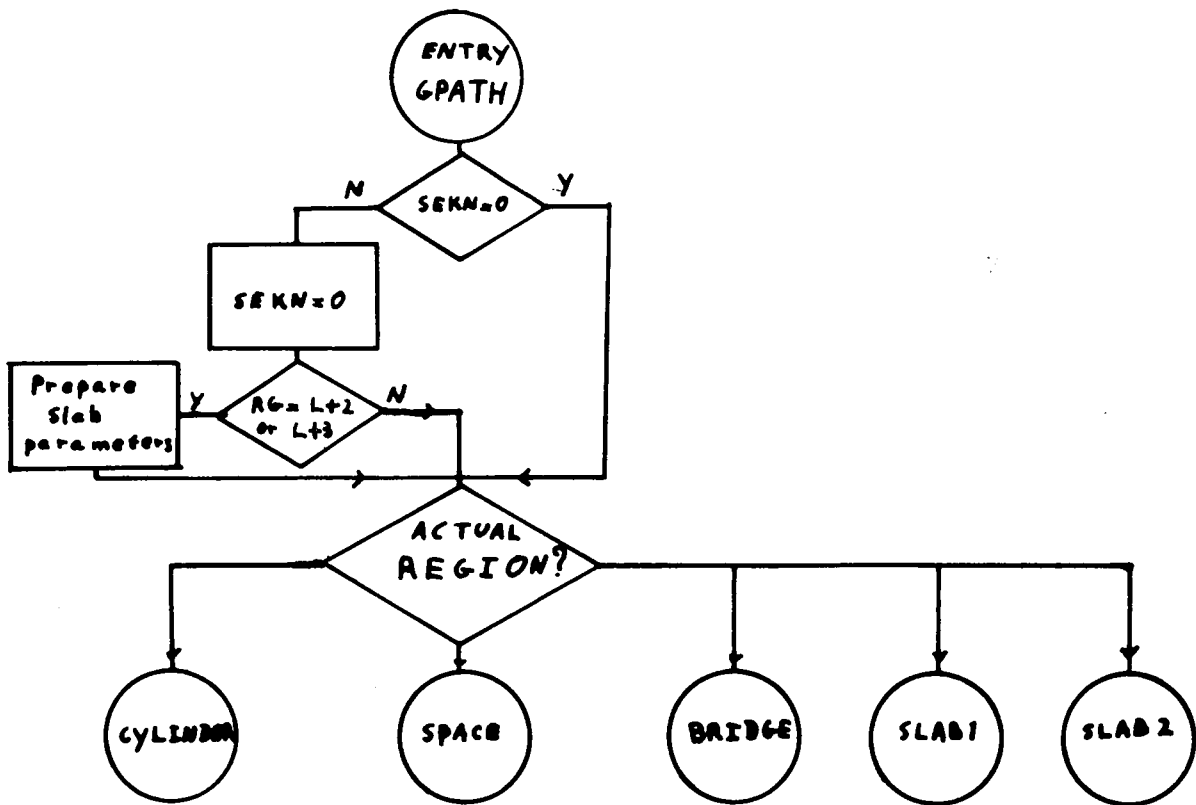 ENTRY
GPATH
N
Y
SEKN=0
SEKN=0
Prepare
Slab
parameters
Y
RG= L+2
or L+3
N
ACTUAL
REGION?
CYLINDER
SPACE
BRIDGE
SLAB1
SLAB2